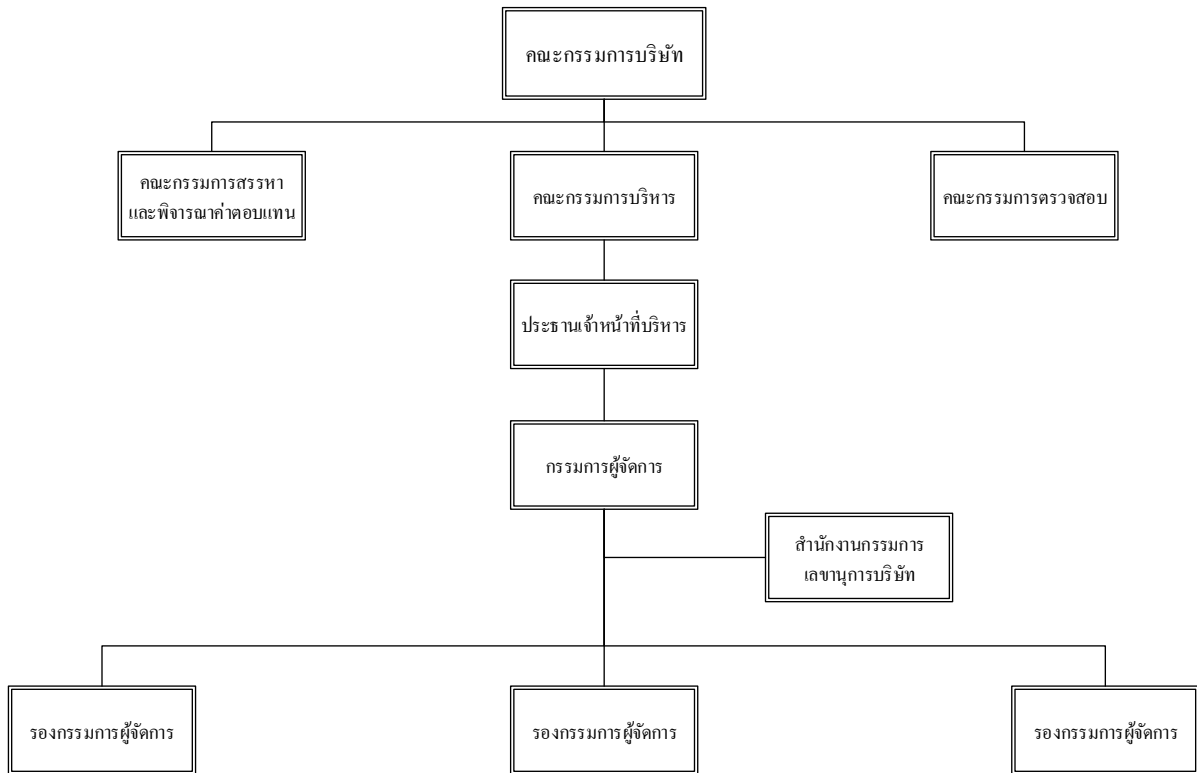 คณะกรรมการบริษัท
คณะกรรมการสรรหา
และพิจารณาค่าตอบแทน
คณะกรรมการบริหาร
คณะกรรมการตรวจสอบ
ประธานเจ้าหน้าที่บริหาร
กรรมการผู้จัดการ
สำนักงานกรรมการ
เลขานุการบริษัท
รองกรรมการผู้จัดการ
รองกรรมการผู้จัดการ
รองกรรมการผู้จัดการ